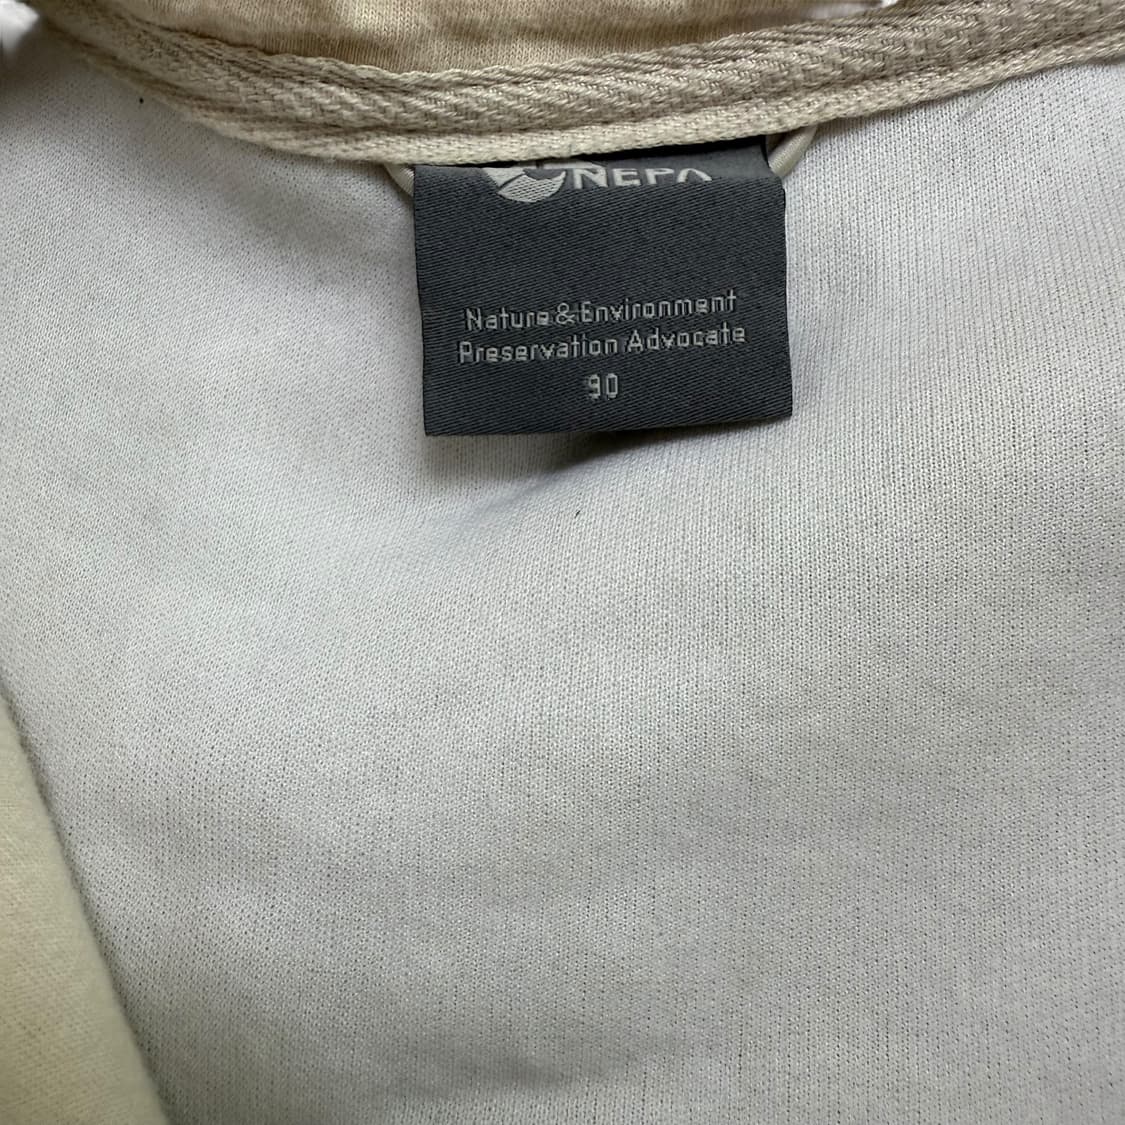 NEPA
Nature & Environment
Preservation Advocate
90